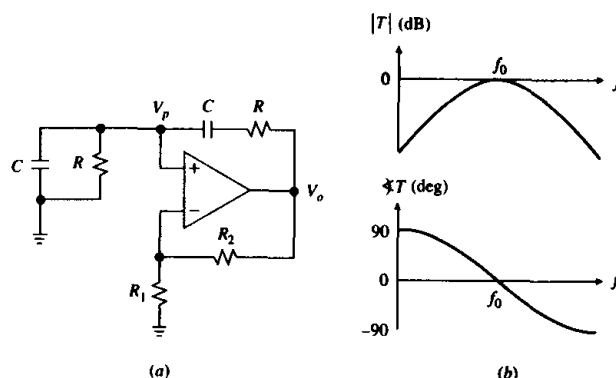 V_p
C
R
C
R
+
−
V_o
R_2
R_1
(a)
|T| (dB)
f_0
0
f
∢T (deg)
90
0
f_0
f
−90
(b)